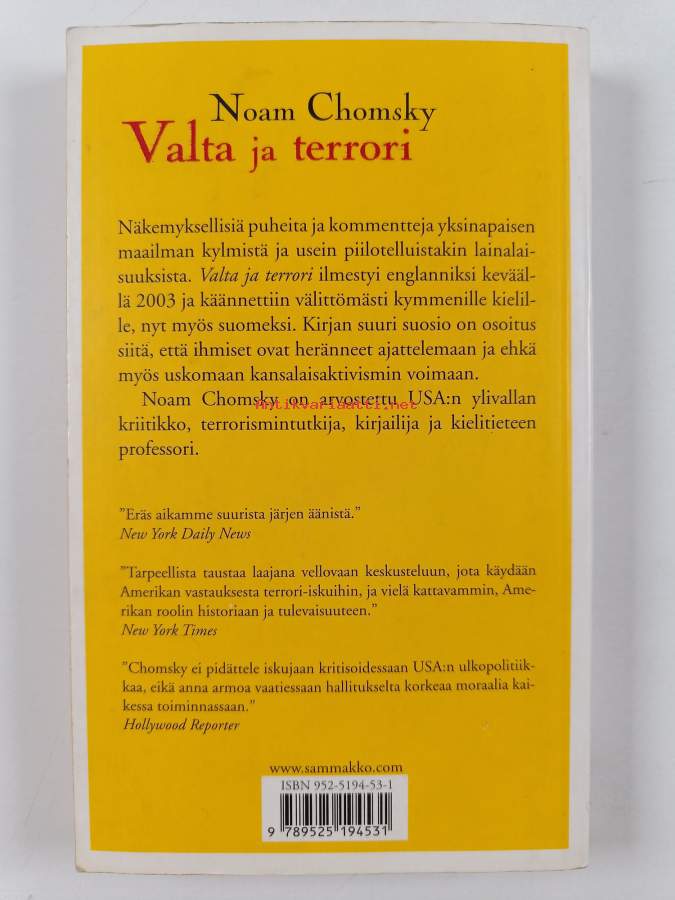 Noam Chomsky
Valta ja terrori
Näkemyksellisiä puheita ja kommentteja yksinapaisen
maailman kylmistä ja usein piilotelluistakin lainalai-
suuksista. Valta ja terrori ilmestyi englanniksi kevääl-
lä 2003 ja käännettiin välittömästi kymmenille kielil-
le, nyt myös suomeksi. Kirjan suuri suosio on osoitus
siitä, että ihmiset ovat heränneet ajattelemaan ja ehkä
myös uskomaan kansalaisaktivismin voimaan.
Noam Chomsky on arvostettu USA:n ylivallan
Antikvariaatti.net
kriitikko, terrorismintutkija, kirjailija ja kielitieteen
professori.
”Eräs aikamme suurista järjen äänistä.”
New York Daily News
”Tarpeellista taustaa laajana vellovaan keskusteluun, jota käydään
Amerikan vastauksesta terrori-iskuihin, ja vielä kattavammin, Ame-
rikan roolin historiaan ja tulevaisuuteen.”
New York Times
”Chomsky ei pidättele iskujaan kritisoidessaan USA:n ulkopolitiik-
kaa, eikä anna armoa vaatiessaan hallitukselta korkeaa moraalia kai-
kessa toiminnassaan.”
Hollywood Reporter
www.sammakko.com
ISBN 952-5194-53-1
9 789525 194531